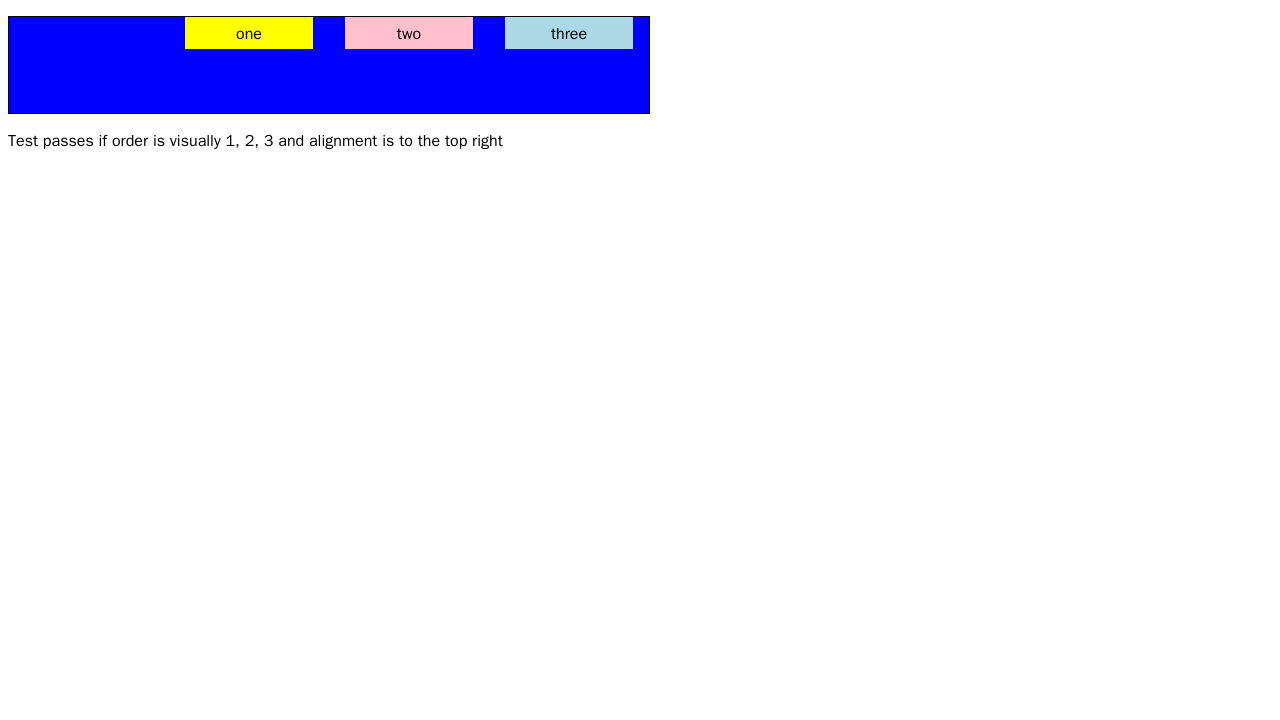 one two three
Test passes if order is visually 1, 2, 3 and alignment is to the top right